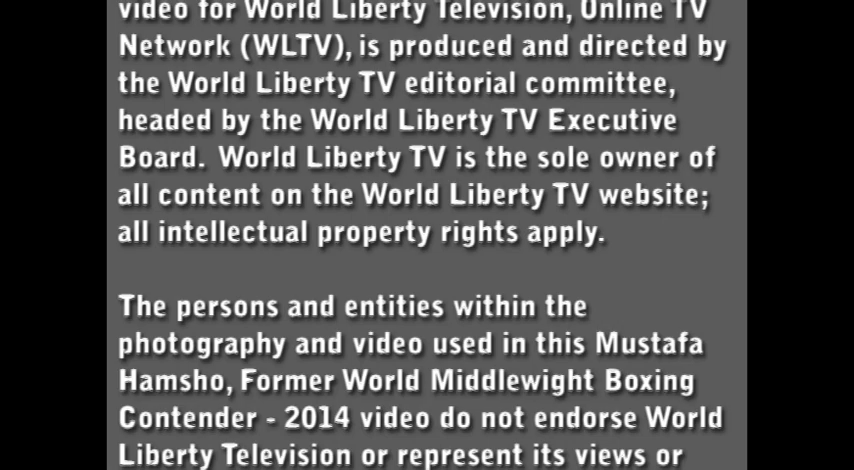 video for World Liberty Television, Online TV
Network (WLTV), is produced and directed by
the World Liberty TV editorial committee,
headed by the World Liberty TV Executive
Board. World Liberty TV is the sole owner of
all content on the World Liberty TV website;
all intellectual property rights apply.
The persons and entities within the
photography and video used in this Mustafa
Hamsho, Former World Middlewight Boxing
Contender - 2014 video do not endorse World
Liberty Television or represent its views or